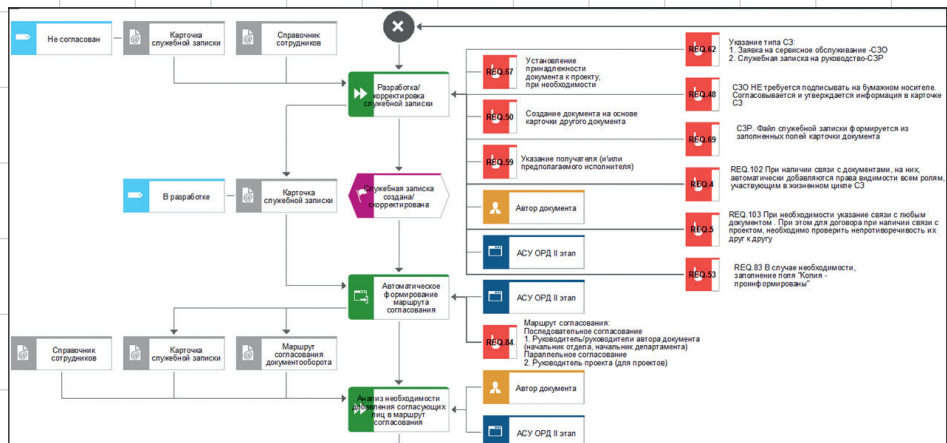 Не согласован
Карточка
служебной записки
Справочник
сотрудников
Разработка/
корректировка
служебной записки
REQ.67
Установление
принадлежности
документа к проекту,
при необходимости
REQ.50
Создание документа на основе
карточки другого документа
REQ.59
Указание получателя (и\или
предполагаемого исполнителя)
Автор документа
АСУ ОРД II этап
REQ.62
Указание типа СЗ:
1. Заявка на сервисное обслуживание -СЗО
2. Служебная записка на руководство-СЗР
REQ.48
СЗО НЕ требуется подписывать на бумажном носителе.
Согласовывается и утверждается информация в карточке
СЗ
REQ.69
СЗР. Файл служебной записки формируется из
заполненных полей карточки документа
REQ.4
REQ.102 При наличии связи с документами, на них,
автоматически добавляются права видимости всем ролям,
участвующим в жизненном цикле СЗ
REQ.5
REQ.103 При необходимости указание связи с любым
документом . При этом для договора при наличии связи с
проектом, необходимо проверить непротиворечивость их
друг к другу
REQ.53
REQ.83 В случае необходимости,
заполнение поля "Копия -
проинформированы"
В разработке
Карточка
служебной записки
Служебная записка
создана/
скорректирована
Автоматическое
формирование
маршрута
согласования
АСУ ОРД II этап
REQ.84
Маршрут согласования:
Последовательное согласование
1. Руководитель/руководители автора документа
(начальник отдела, начальник департамента)
Параллельное согласование
2. Руководитель проекта (для проектов)
Справочник
сотрудников
Карточка
служебной записки
Маршрут
согласования
документооборота
Анализ необходимости
добавления согласующих
лиц в маршрут
согласования
Автор документа
АСУ ОРД II этап